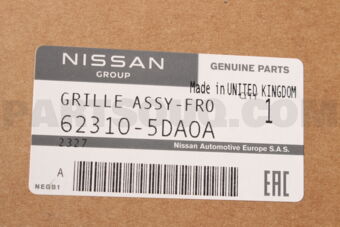 NISSAN
GROUP
GENUINE PARTS
Made in UNITED KINGDOM
GRILLE ASSY-FRO
1
62310-5DA0A
2327
Nissan Automotive Europe S.A.S.
A
NEGB1
EAC